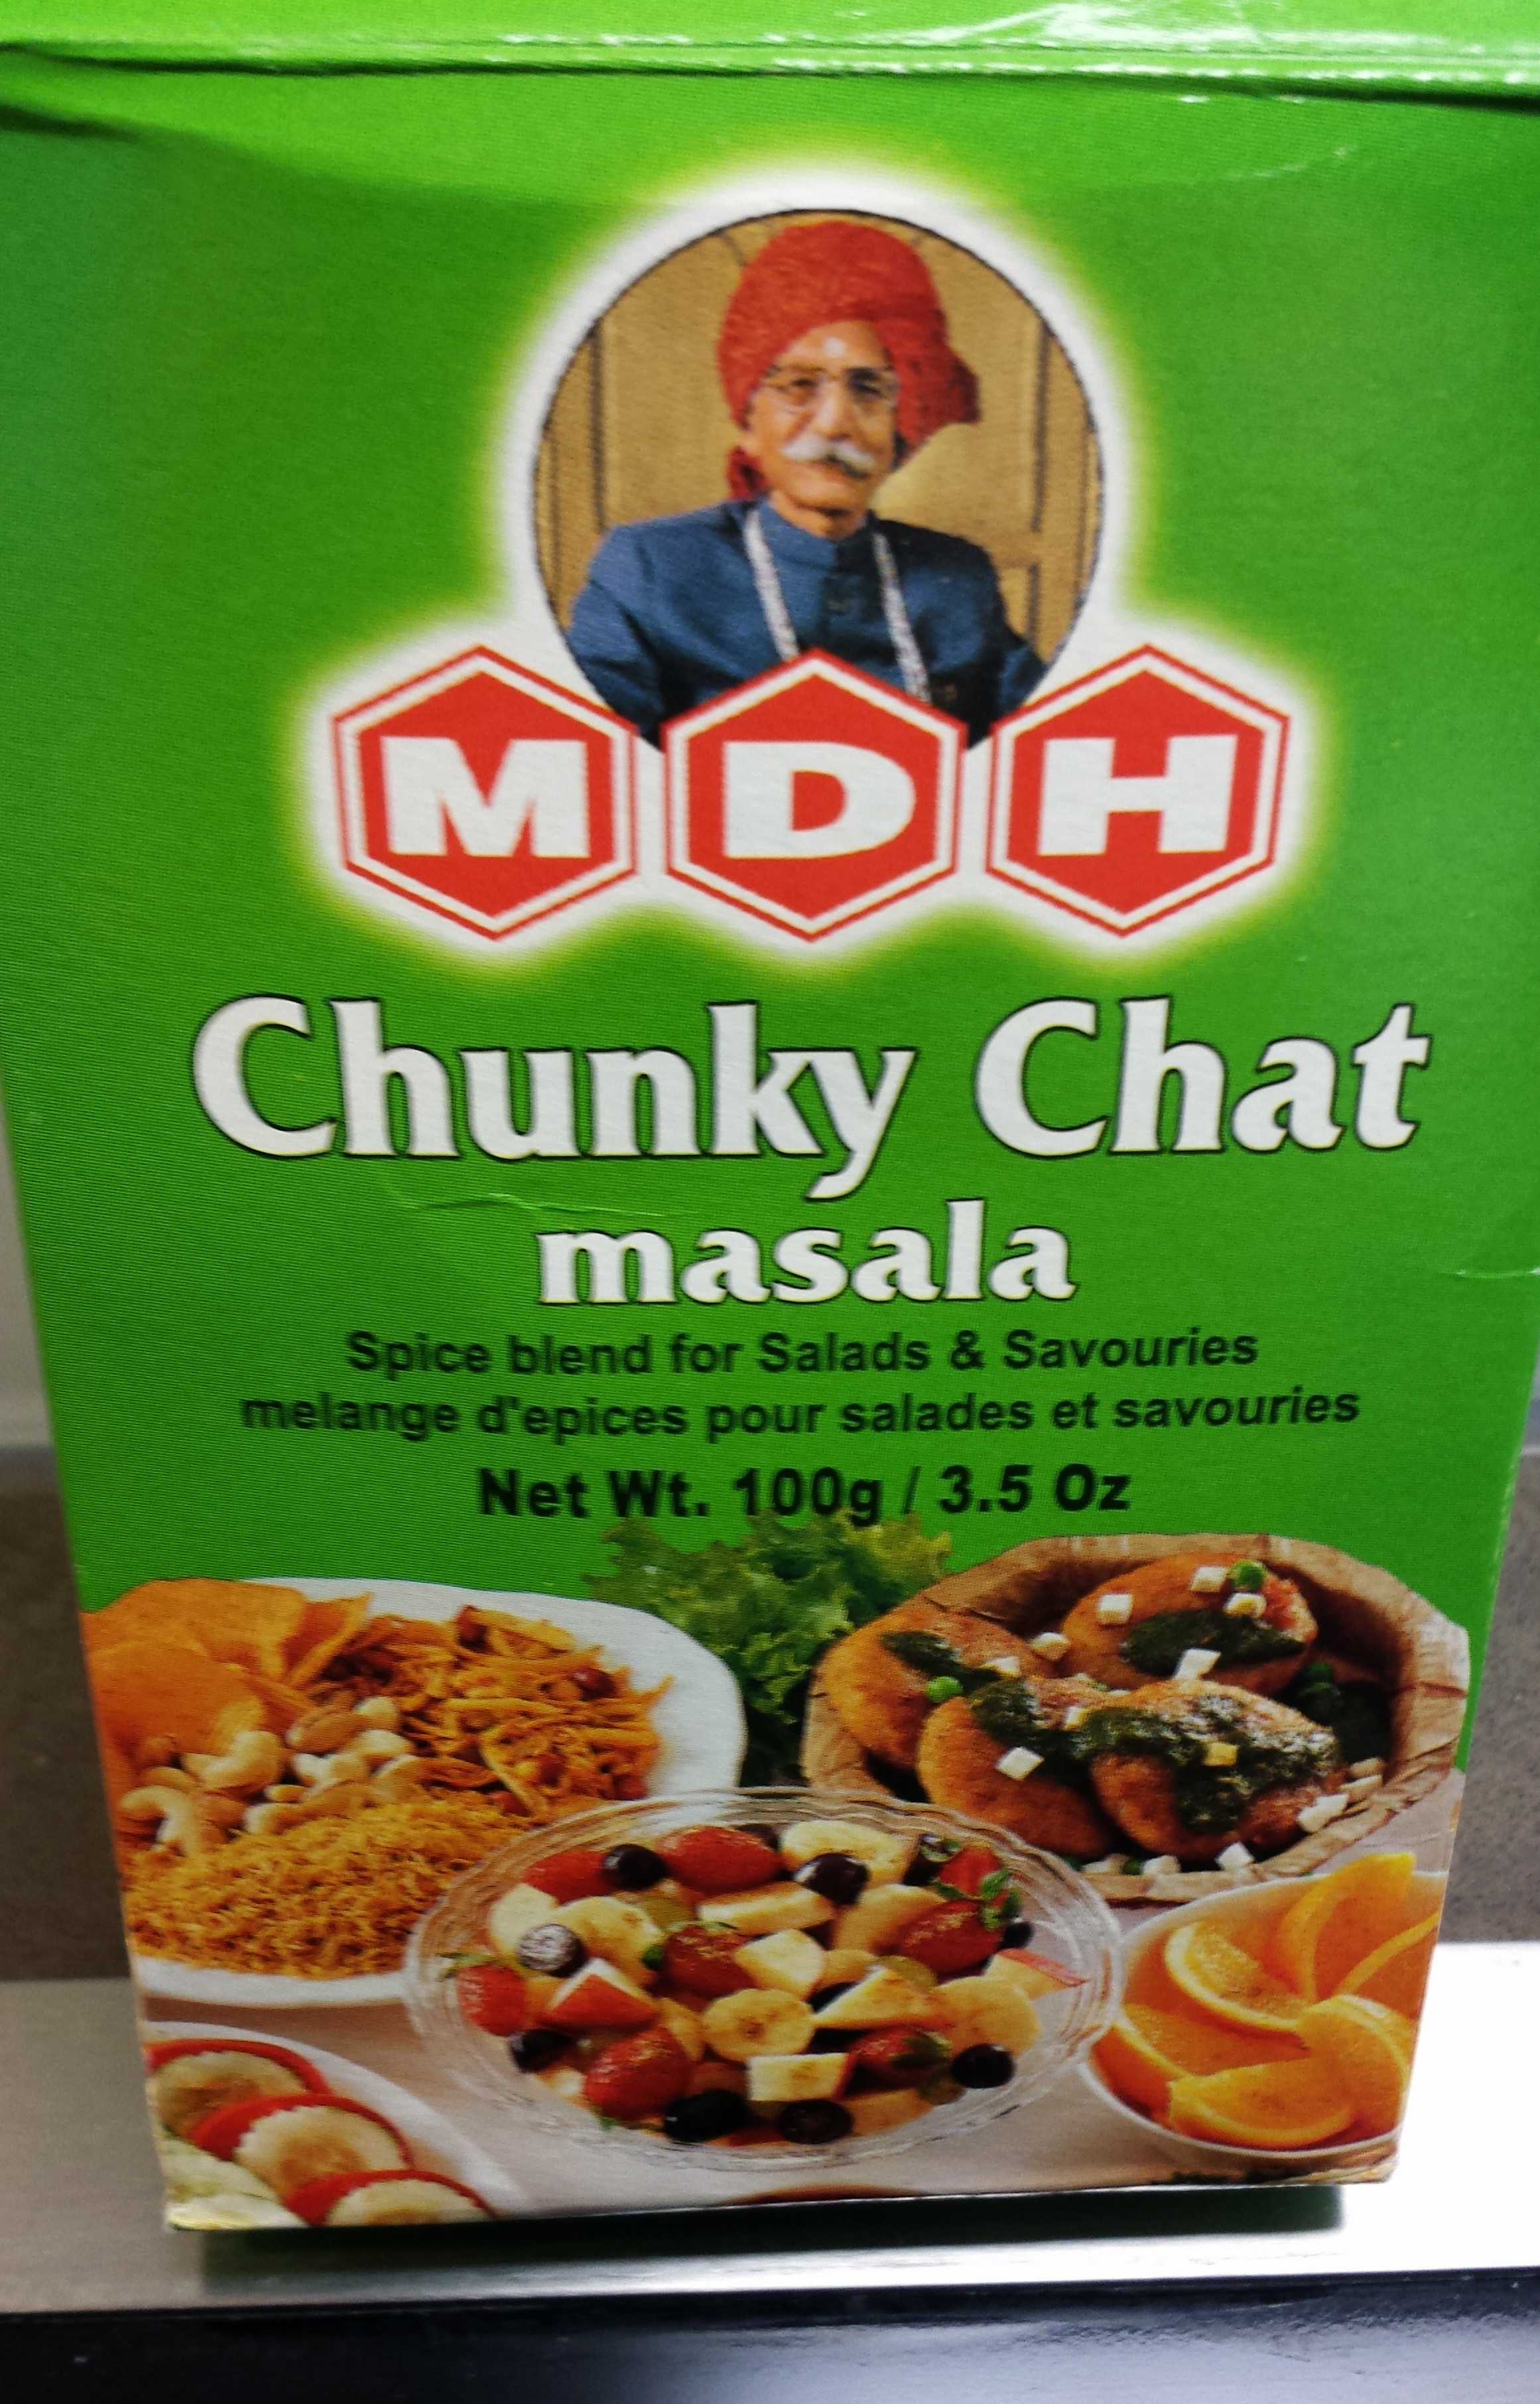 MDH
Chunky Chat
masala
Spice blend for Salads & Savouries
melange d'epices pour salades et savouries
Net Wt. 100g / 3.5 Oz